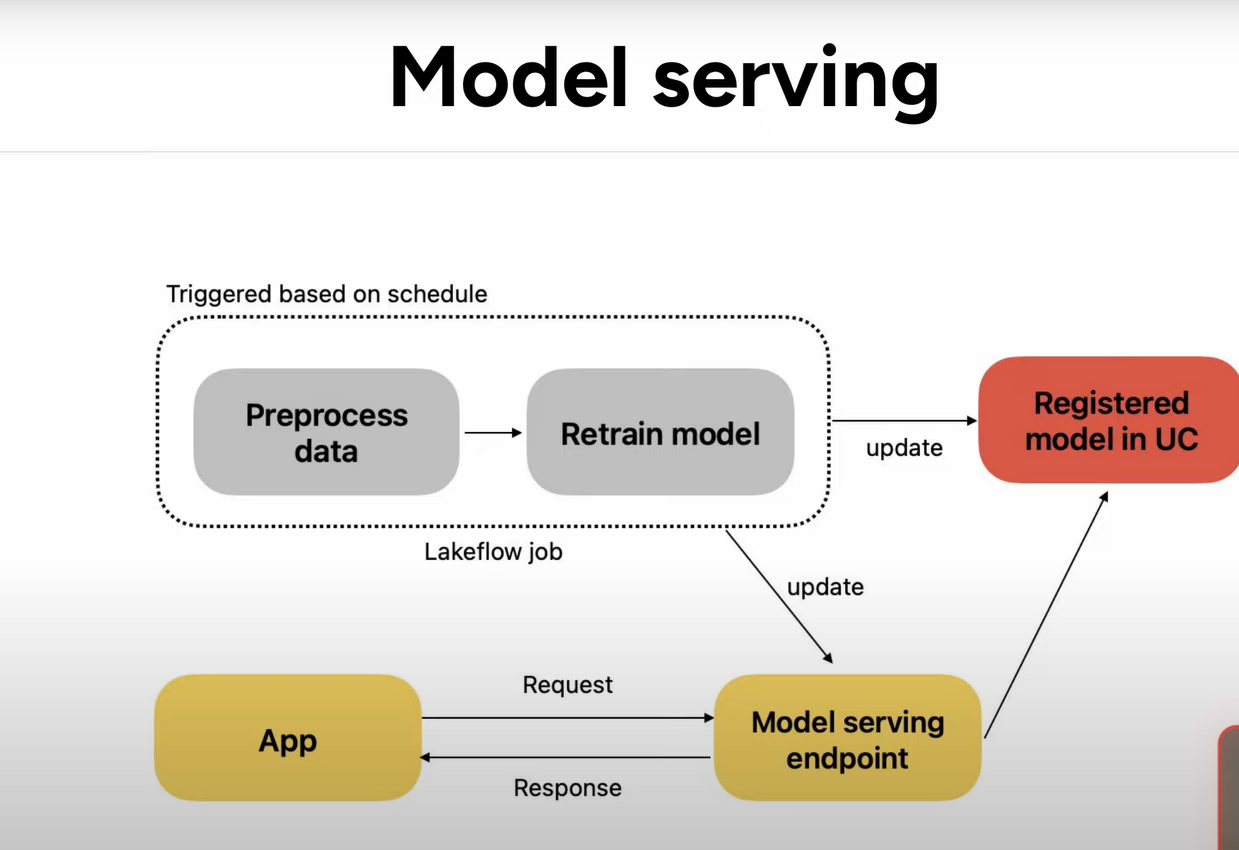 Model serving
Triggered based on schedule
Preprocess
data
Retrain model
update
Registered
model in UC
Lakeflow job
update
Request
App
Model serving
endpoint
Response